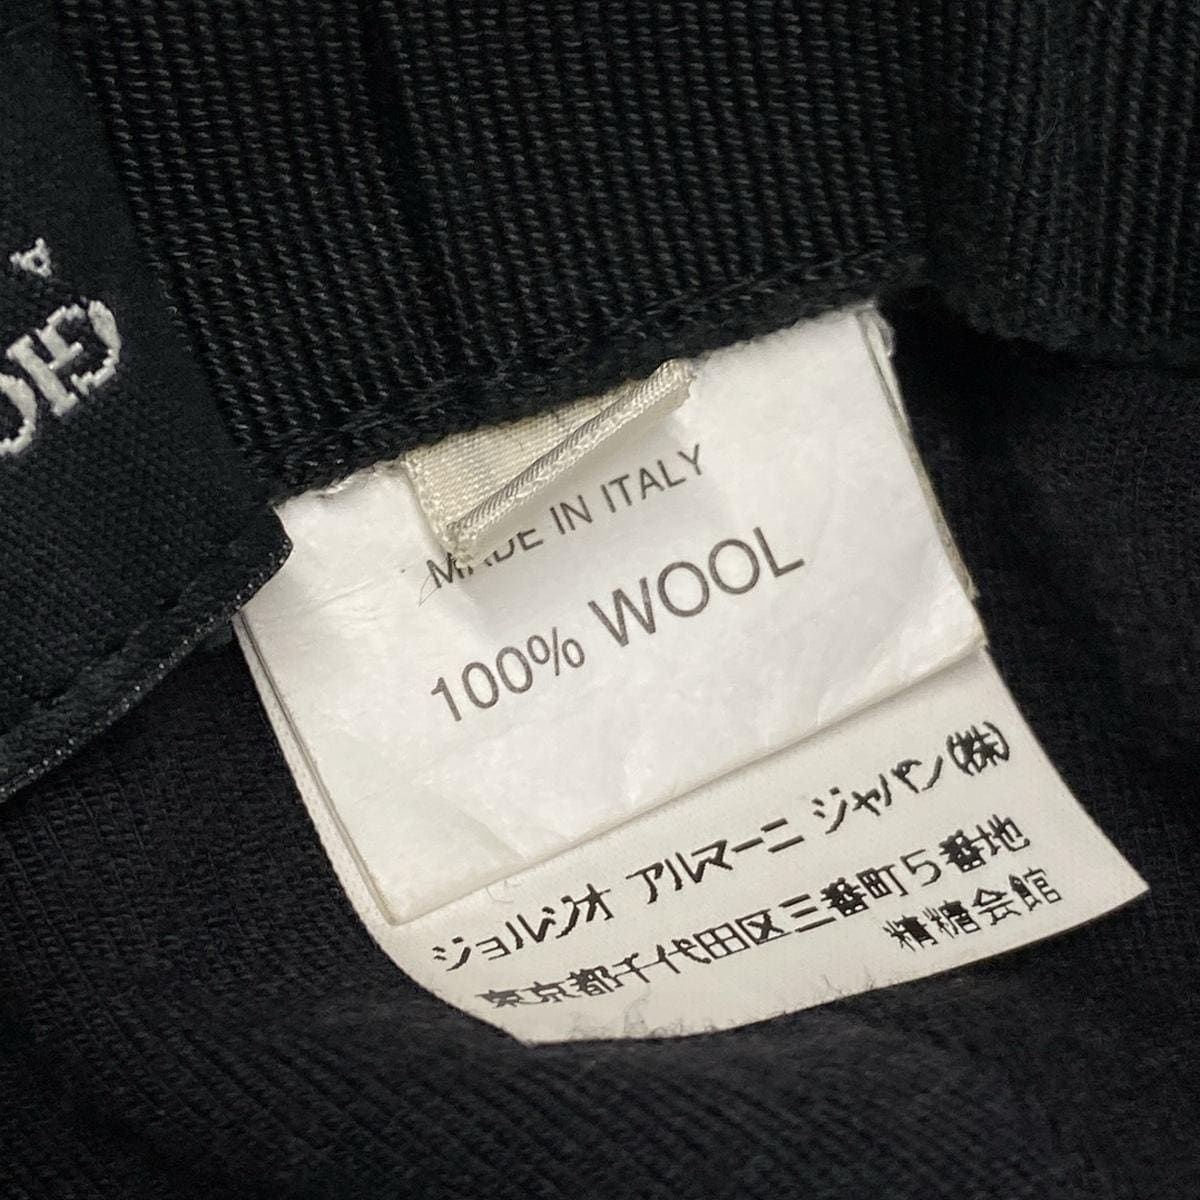 A
GIO
MADE IN ITALY
100% WOOL
ジョルジオ アルマーニ ジャパン(株)
東京都千代田区三番町5番地
精糖会館